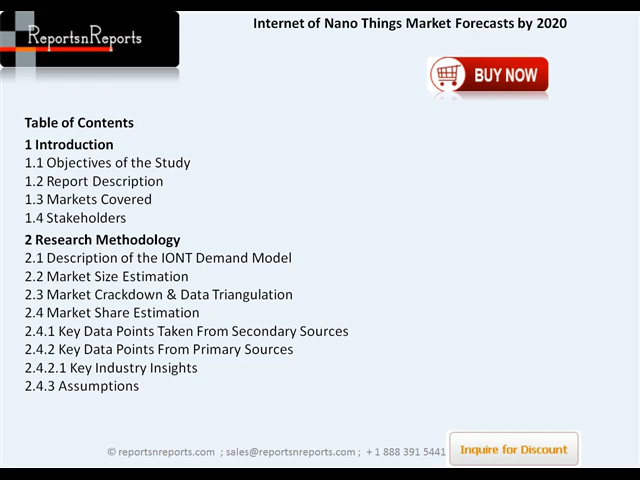 ReportsnReports
Internet of Nano Things Market Forecasts by 2020
BUY NOW
Table of Contents
1 Introduction
1.1 Objectives of the Study
1.2 Report Description
1.3 Markets Covered
1.4 Stakeholders
2 Research Methodology
2.1 Description of the IONT Demand Model
2.2 Market Size Estimation
2.3 Market Crackdown & Data Triangulation
2.4 Market Share Estimation
2.4.1 Key Data Points Taken From Secondary Sources
2.4.2 Key Data Points From Primary Sources
2.4.2.1 Key Industry Insights
2.4.3 Assumptions
© reportsnreports.com ; sales@reportsnreports.com ; + 1 888 391 5441
Inquire for Discount